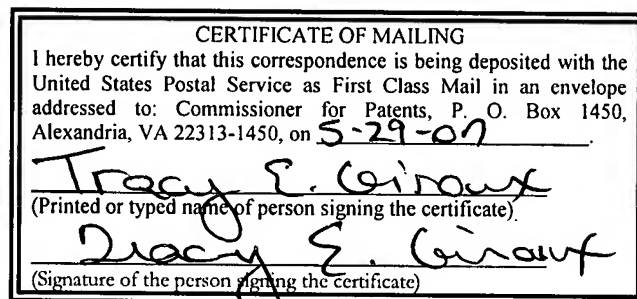 CERTIFICATE OF MAILING
I hereby certify that this correspondence is being deposited with the
United States Postal Service as First Class Mail in an envelope
addressed to: Commissioner for Patents, P. O. Box 1450,
Alexandria, VA 22313-1450, on 5-29-07.
Tracy E. Giroux
(Printed or typed name of person signing the certificate)
Tracy E. Giroux
(Signature of the person signing the certificate)